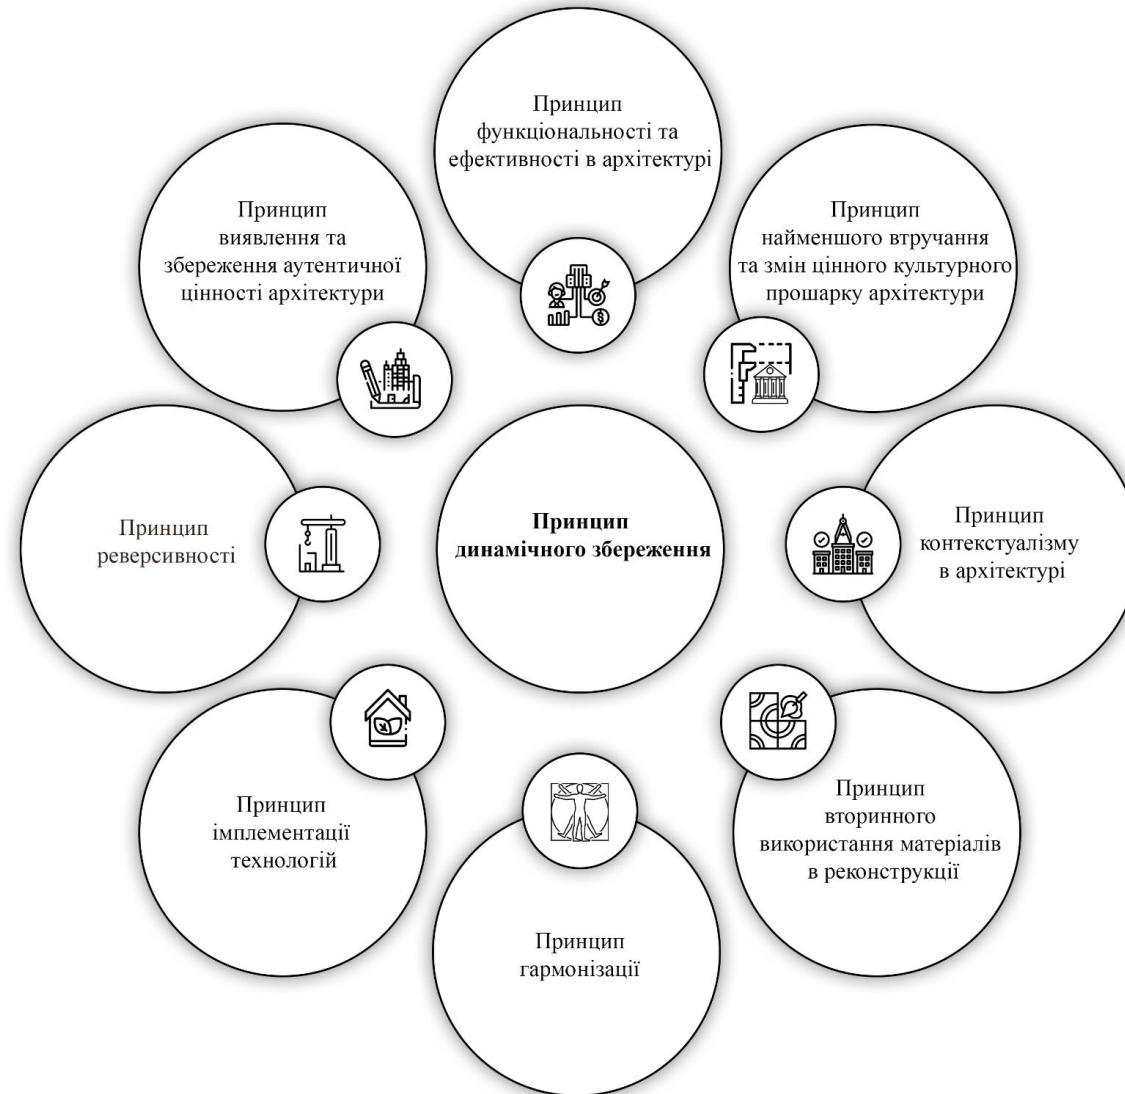 Принцип
функціональності та
ефективності в архітектурі
Принцип
виявлення та
збереження аутентичної
цінності архітектури
Принцип
найменшого втручання
та змін цінного культурного
прошарку архітектури
Принцип
реверсивності
Принцип
динамічного збереження
Принцип
контекстуалізму
в архітектурі
Принцип
імплементації
технологій
Принцип
вторинного
використання матеріалів
в реконструкції
Принцип
гармонізації